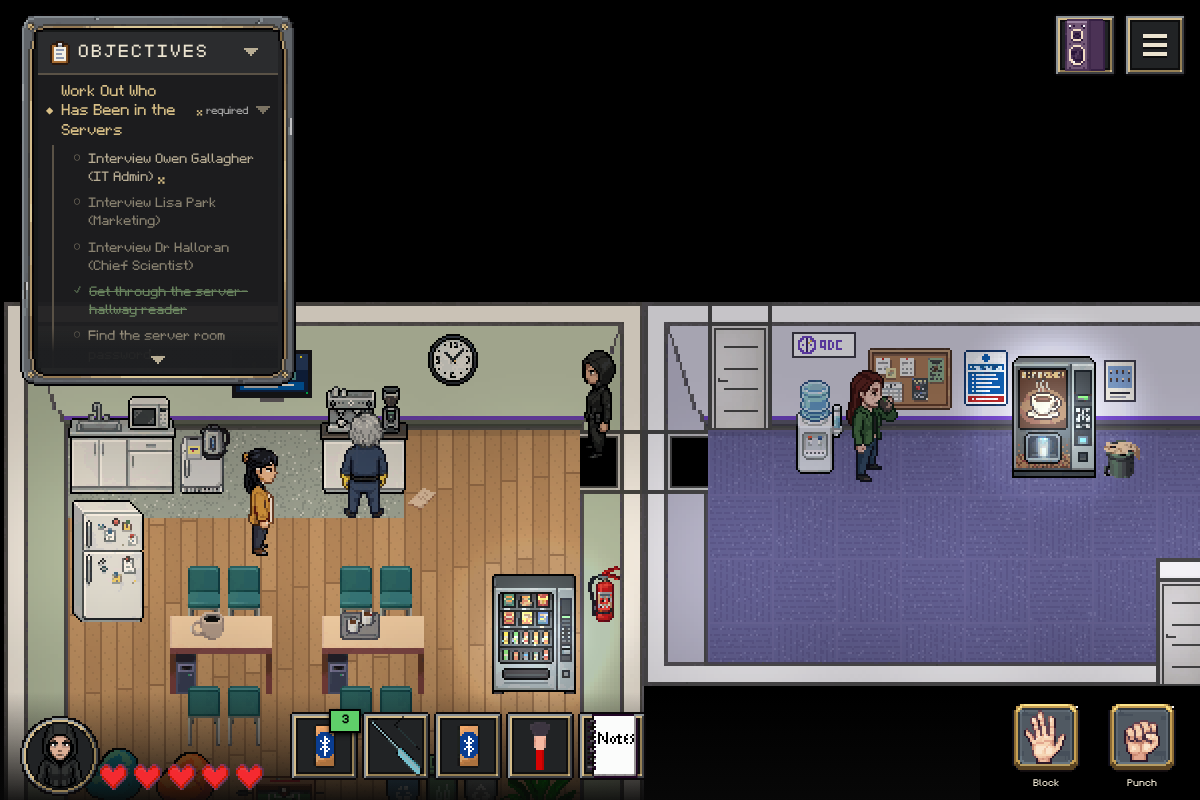 OBJECTIVES
Work Out Who
Has Been in the
Servers
x required
Interview Owen Gallagher
(IT Admin) x
Interview Lisa Park
(Marketing)
Interview Dr Halloran
(Chief Scientist)
Get through the server-
hallway reader
Find the server room
ADC
3
Notes
Block
Punch